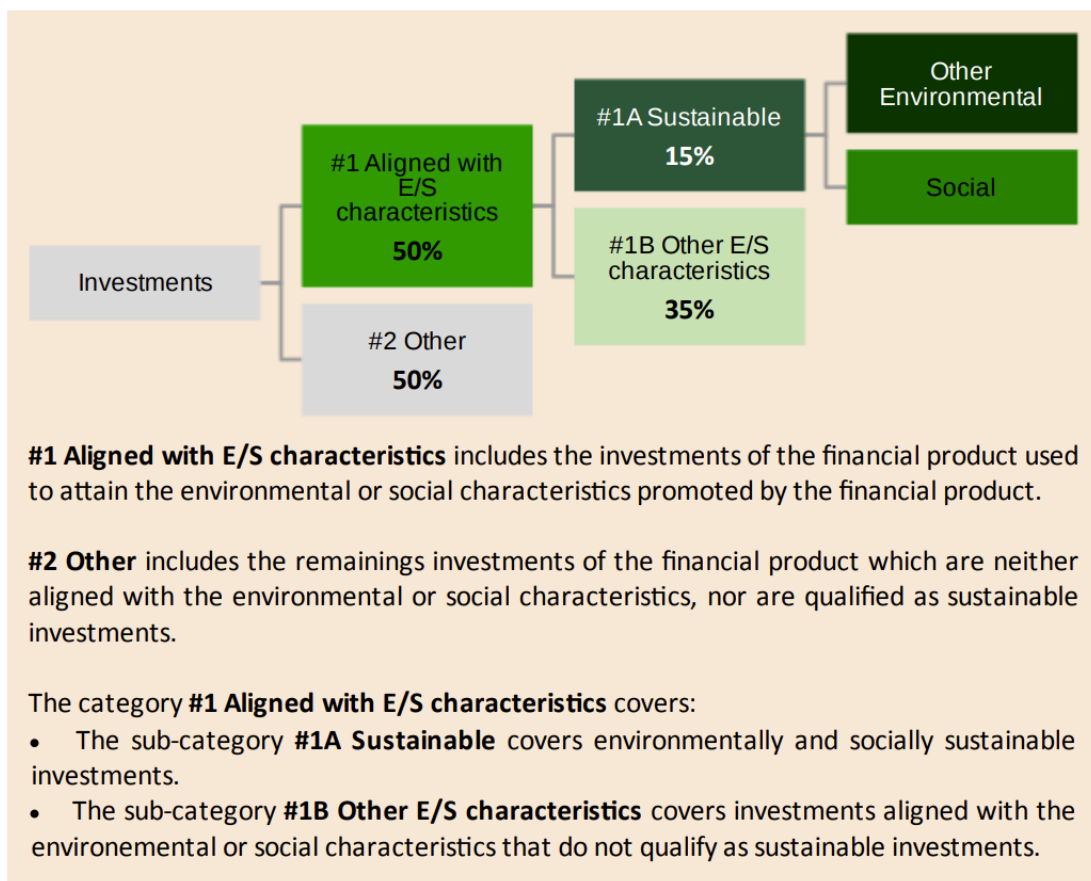 Investments
#1 Aligned with
E/S
characteristics
50%
#2 Other
50%
#1A Sustainable
15%
#1B Other E/S
characteristics
35%
Other
Environmental
Social
#1 Aligned with E/S characteristics includes the investments of the financial product used
to attain the environmental or social characteristics promoted by the financial product.
#2 Other includes the remainings investments of the financial product which are neither
aligned with the environmental or social characteristics, nor are qualified as sustainable
investments.
The category #1 Aligned with E/S characteristics covers:
• The sub-category #1A Sustainable covers environmentally and socially sustainable
investments.
• The sub-category #1B Other E/S characteristics covers investments aligned with the
environemental or social characteristics that do not qualify as sustainable investments.